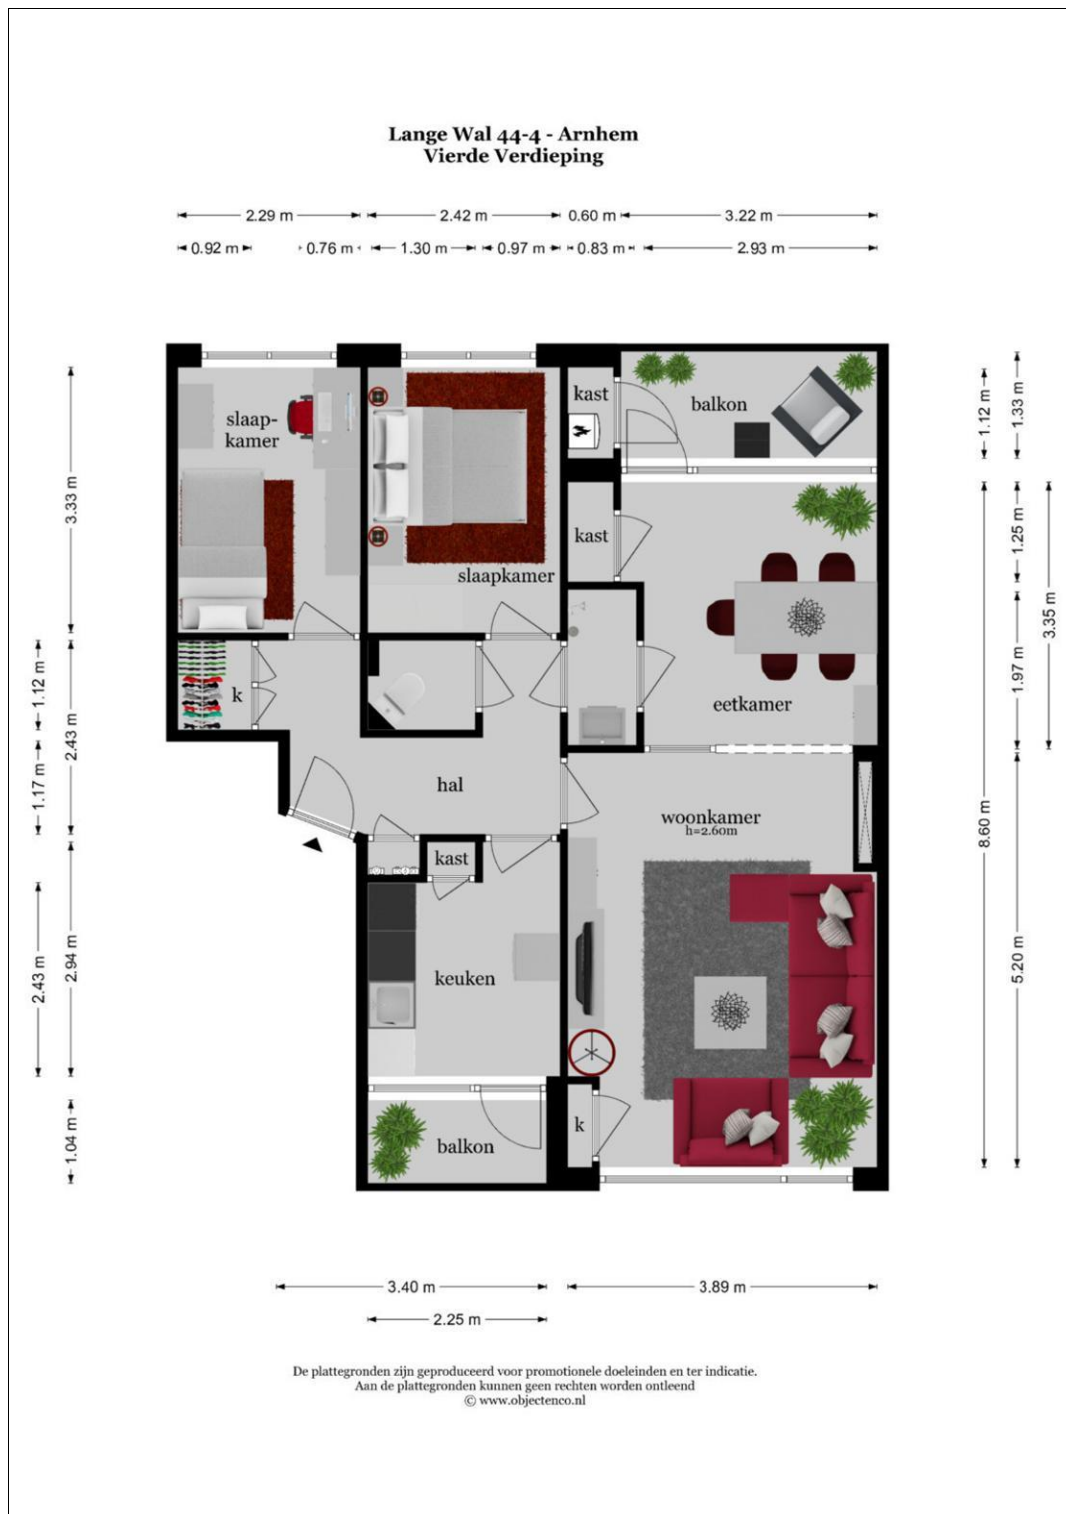 Lange Wal 44-4 - Arnhem
Vierde Verdieping
2.29 m 2.42 m 0.60 m 3.22 m
0.92 m 0.76 m 1.30 m 0.97 m 0.83 m 2.93 m
slaap-
kamer
slaapkamer
kast
balkon
kast
k
eetkamer
hal
woonkamer
h=2.60m
kast
keuken
balkon
k
3.33 m
1.12 m
2.43 m
1.17 m
2.94 m
2.43 m
1.04 m
1.12 m
1.33 m
1.25 m
3.35 m
1.97 m
8.60 m
5.20 m
3.40 m 3.89 m
2.25 m
De plattegronden zijn geproduceerd voor promotionele doeleinden en ter indicatie.
Aan de plattegronden kunnen geen rechten worden ontleend
© www.objectenco.nl